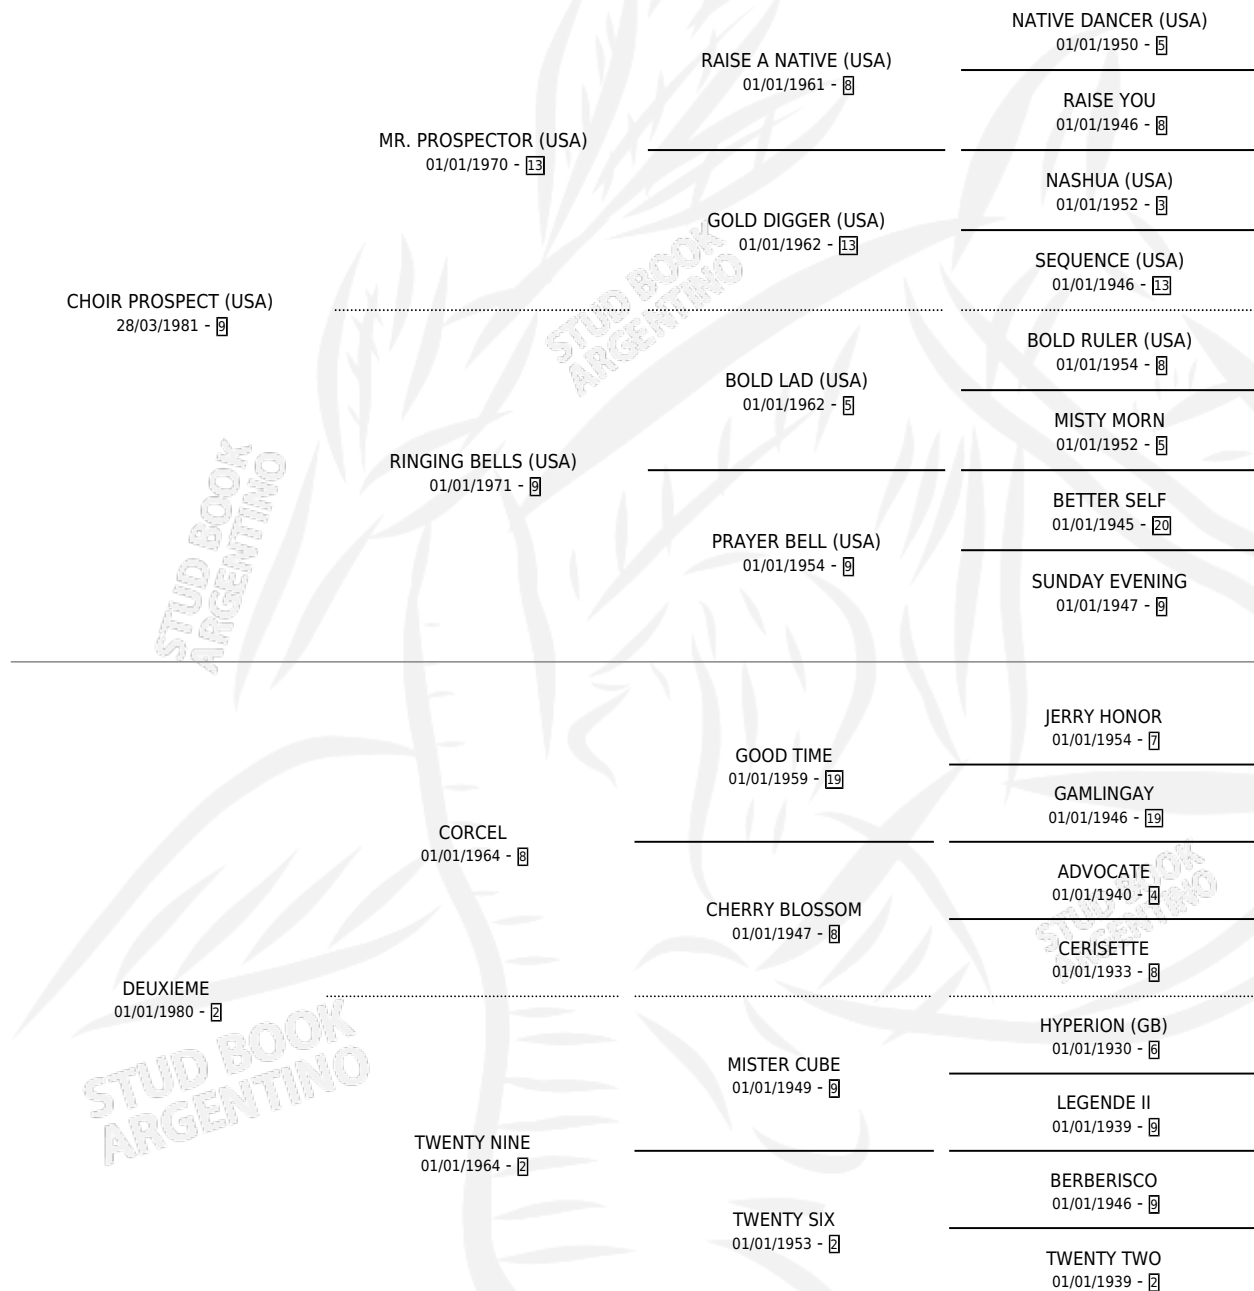 NATIVE DANCER (USA)
01/01/1950 - 5
RAISE A NATIVE (USA)
01/01/1961 - 8
RAISE YOU
01/01/1946 - 8
MR. PROSPECTOR (USA)
01/01/1970 - 13
NASHUA (USA)
01/01/1952 - 3
GOLD DIGGER (USA)
01/01/1962 - 13
SEQUENCE (USA)
01/01/1946 - 13
CHOIR PROSPECT (USA)
28/03/1981 - 9
STUD BOOK
ARGENTINO
BOLD RULER (USA)
01/01/1954 - 8
BOLD LAD (USA)
01/01/1962 - 5
MISTY MORN
01/01/1952 - 5
RINGING BELLS (USA)
01/01/1971 - 9
BETTER SELF
01/01/1945 - 20
PRAYER BELL (USA)
01/01/1954 - 9
SUNDAY EVENING
01/01/1947 - 9
STUD BOOK
ARGENTINO
JERRY HONOR
01/01/1954 - 7
GOOD TIME
01/01/1959 - 19
GAMLINGAY
01/01/1946 - 19
CORCEL
01/01/1964 - 8
ADVOCATE
01/01/1940 - 4
CHERRY BLOSSOM
01/01/1947 - 8
CERISETTE
01/01/1933 - 8
STUD BOOK
ARGENTINO
DEUXIEME
01/01/1980 - 2
HYPERION (GB)
01/01/1930 - 6
MISTER CUBE
01/01/1949 - 9
LEGENDE II
01/01/1939 - 9
STUD BOOK
ARGENTINO
TWENTY NINE
01/01/1964 - 2
BERBERISCO
01/01/1946 - 9
TWENTY SIX
01/01/1953 - 2
TWENTY TWO
01/01/1939 - 2